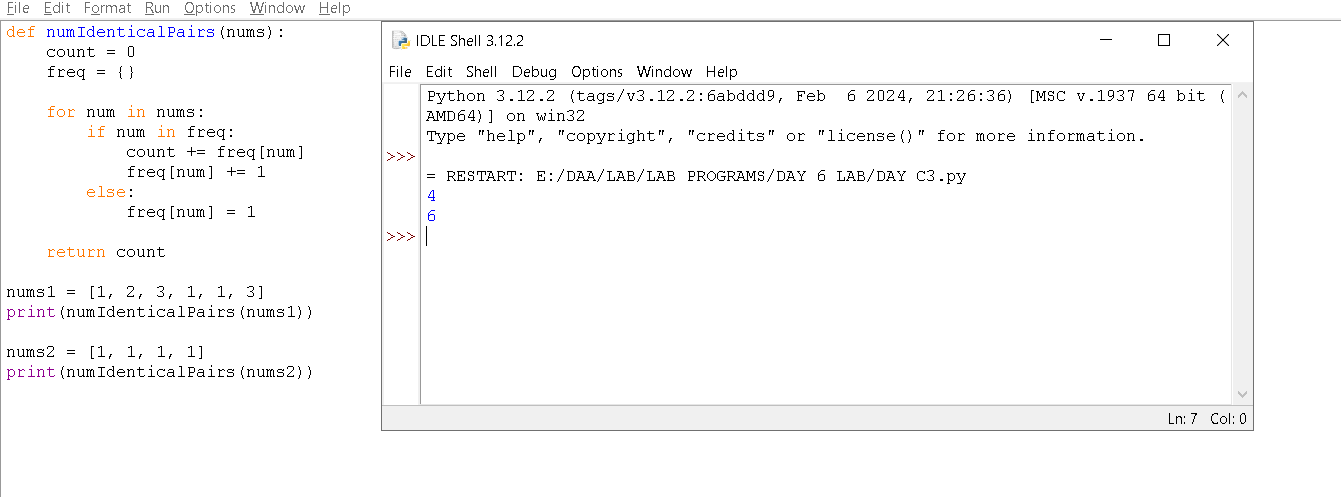 File Edit Format Run Options Window Help
def numIdenticalPairs(nums):
    count = 0
    freq = {}
    for num in nums:
        if num in freq:
            count += freq[num]
            freq[num] += 1
        else:
            freq[num] = 1
    return count
nums1 = [1, 2, 3, 1, 1, 3]
print(numIdenticalPairs(nums1))
nums2 = [1, 1, 1, 1]
print(numIdenticalPairs(nums2))
IDLE Shell 3.12.2
File Edit Shell Debug Options Window Help
Python 3.12.2 (tags/v3.12.2:6abddd9, Feb  6 2024, 21:26:36) [MSC v.1937 64 bit (
AMD64)] on win32
Type "help", "copyright", "credits" or "license()" for more information.
>>>
= RESTART: E:/DAA/LAB/LAB PROGRAMS/DAY 6 LAB/DAY C3.py
4
6
>>>
Ln: 7 Col: 0